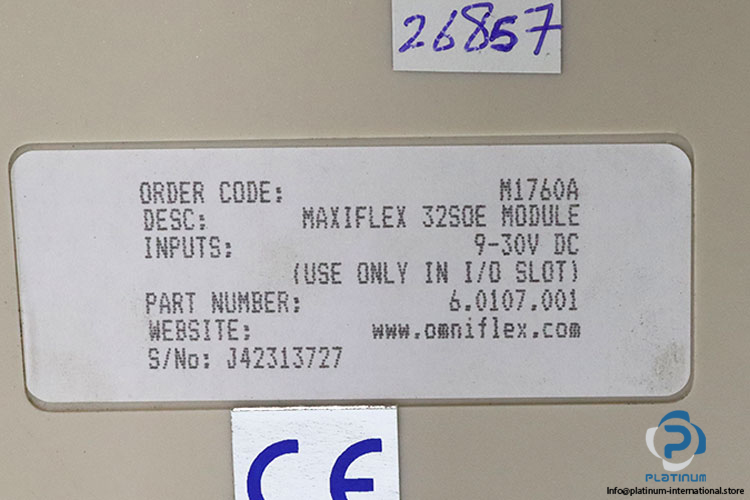 26857
ORDER CODE: M1760A
DESC: MAXIFLEX 32SOE MODULE
INPUTS: 9-30V DC
(USE ONLY IN I/O SLOT)
PART NUMBER: 6.0107.001
WEBSITE: www.omniflex.com
S/No: J42313727
CE
PLATINUM
Info@platinum-international.store